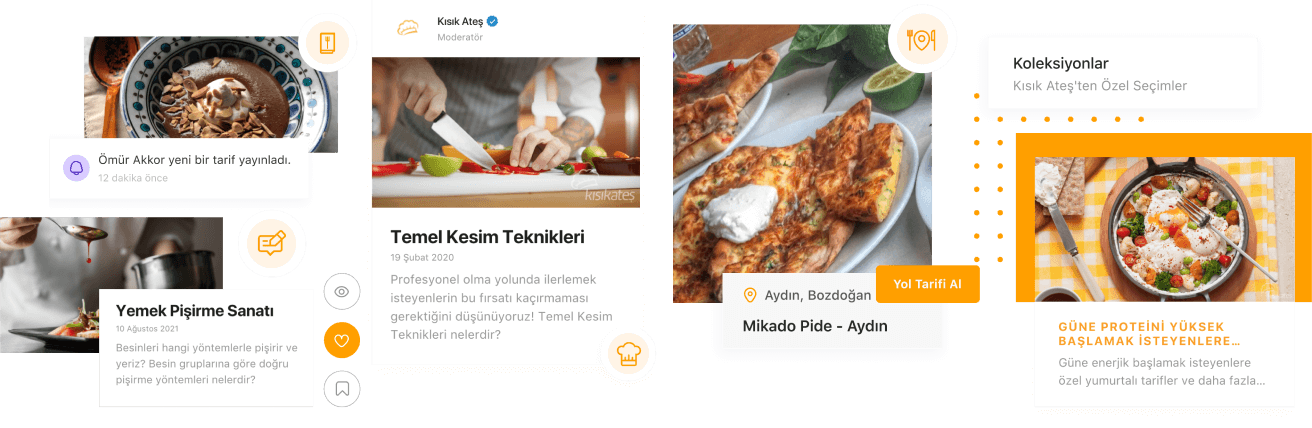 Ömür Akkor yeni bir tarif yayınladı.
12 dakika önce
Yemek Pişirme Sanatı
10 Ağustos 2021
Besinleri hangi yöntemlerle pişirir ve
yeriz? Besin gruplarına göre doğru
pişirme yöntemleri nelerdir?
Kısık Ateş
Moderatör
kısıkateş
Temel Kesim Teknikleri
19 Şubat 2020
Profesyonel olma yolunda ilerlemek
isteyenlerin bu fırsatı kaçırmaması
gerektiğini düşünüyoruz! Temel Kesim
Teknikleri nelerdir?
Aydın, Bozdoğan
Yol Tarifi Al
Mikado Pide - Aydın
Koleksiyonlar
Kısık Ateş'ten Özel Seçimler
GÜNE PROTEİNİ YÜKSEK
BAŞLAMAK İSTEYENLERE...
Güne enerjik başlamak isteyenlere
özel yumurtalı tarifler ve daha fazla...